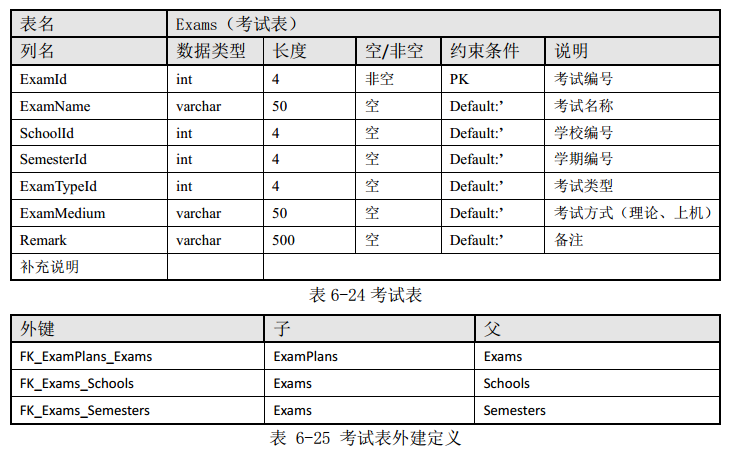 表名 Exams（考试表）
列名 数据类型 长度 空/非空 约束条件 说明
ExamId int 4 非空 PK 考试编号
ExamName varchar 50 空 Default:’ 考试名称
SchoolId int 4 空 Default:’ 学校编号
SemesterId int 4 空 Default:’ 学期编号
ExamTypeId int 4 空 Default:’ 考试类型
ExamMedium varchar 50 空 Default:’ 考试方式（理论、上机）
Remark varchar 500 空 Default:’ 备注
补充说明
表 6-24 考试表
外键 子 父
FK_ExamPlans_Exams ExamPlans Exams
FK_Exams_Schools Exams Schools
FK_Exams_Semesters Exams Semesters
表 6-25 考试表外建定义